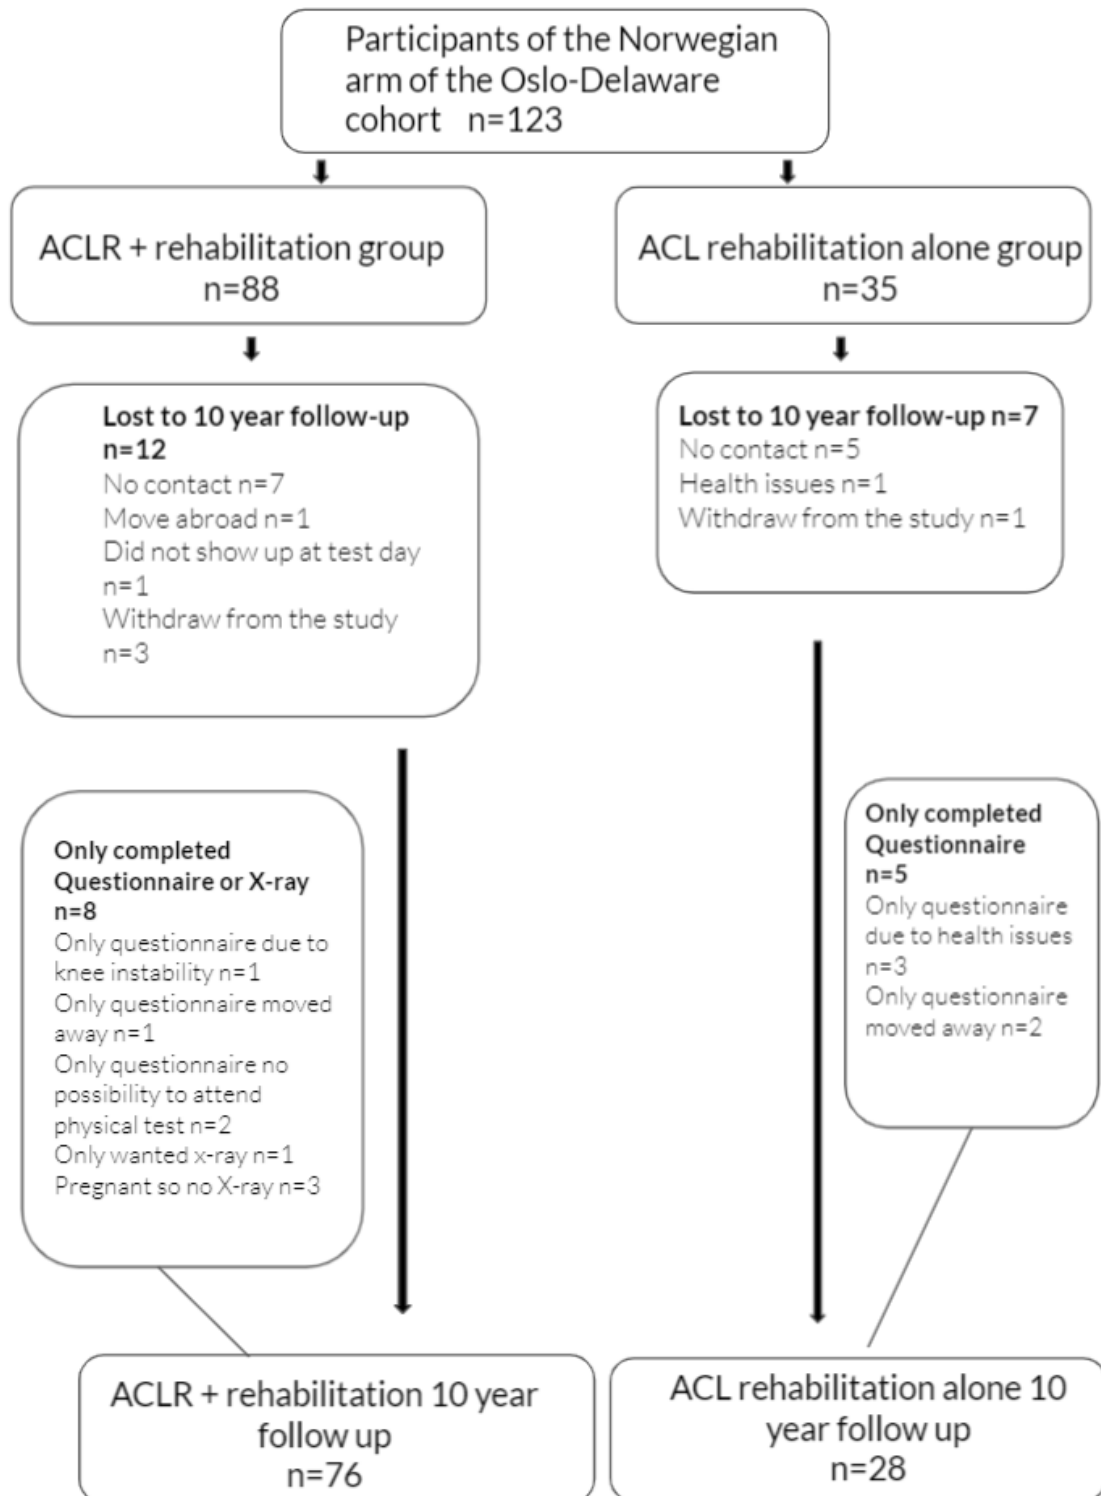 Participants of the Norwegian
arm of the Oslo-Delaware
cohort n=123
ACLR + rehabilitation group
n=88
ACL rehabilitation alone group
n=35
Lost to 10 year follow-up
n=12
No contact n=7
Move abroad n=1
Did not show up at test day
n=1
Withdraw from the study
n=3
Lost to 10 year follow-up n=7
No contact n=5
Health issues n=1
Withdraw from the study n=1
Only completed
Questionnaire or X-ray
n=8
Only questionnaire due to
knee instability n=1
Only questionnaire moved
away n=1
Only questionnaire no
possibility to attend
physical test n=2
Only wanted x-ray n=1
Pregnant so no X-ray n=3
Only completed
Questionnaire
n=5
Only questionnaire
due to health issues
n=3
Only questionnaire
moved away n=2
ACLR + rehabilitation 10 year
follow up
n=76
ACL rehabilitation alone 10
year follow up
n=28